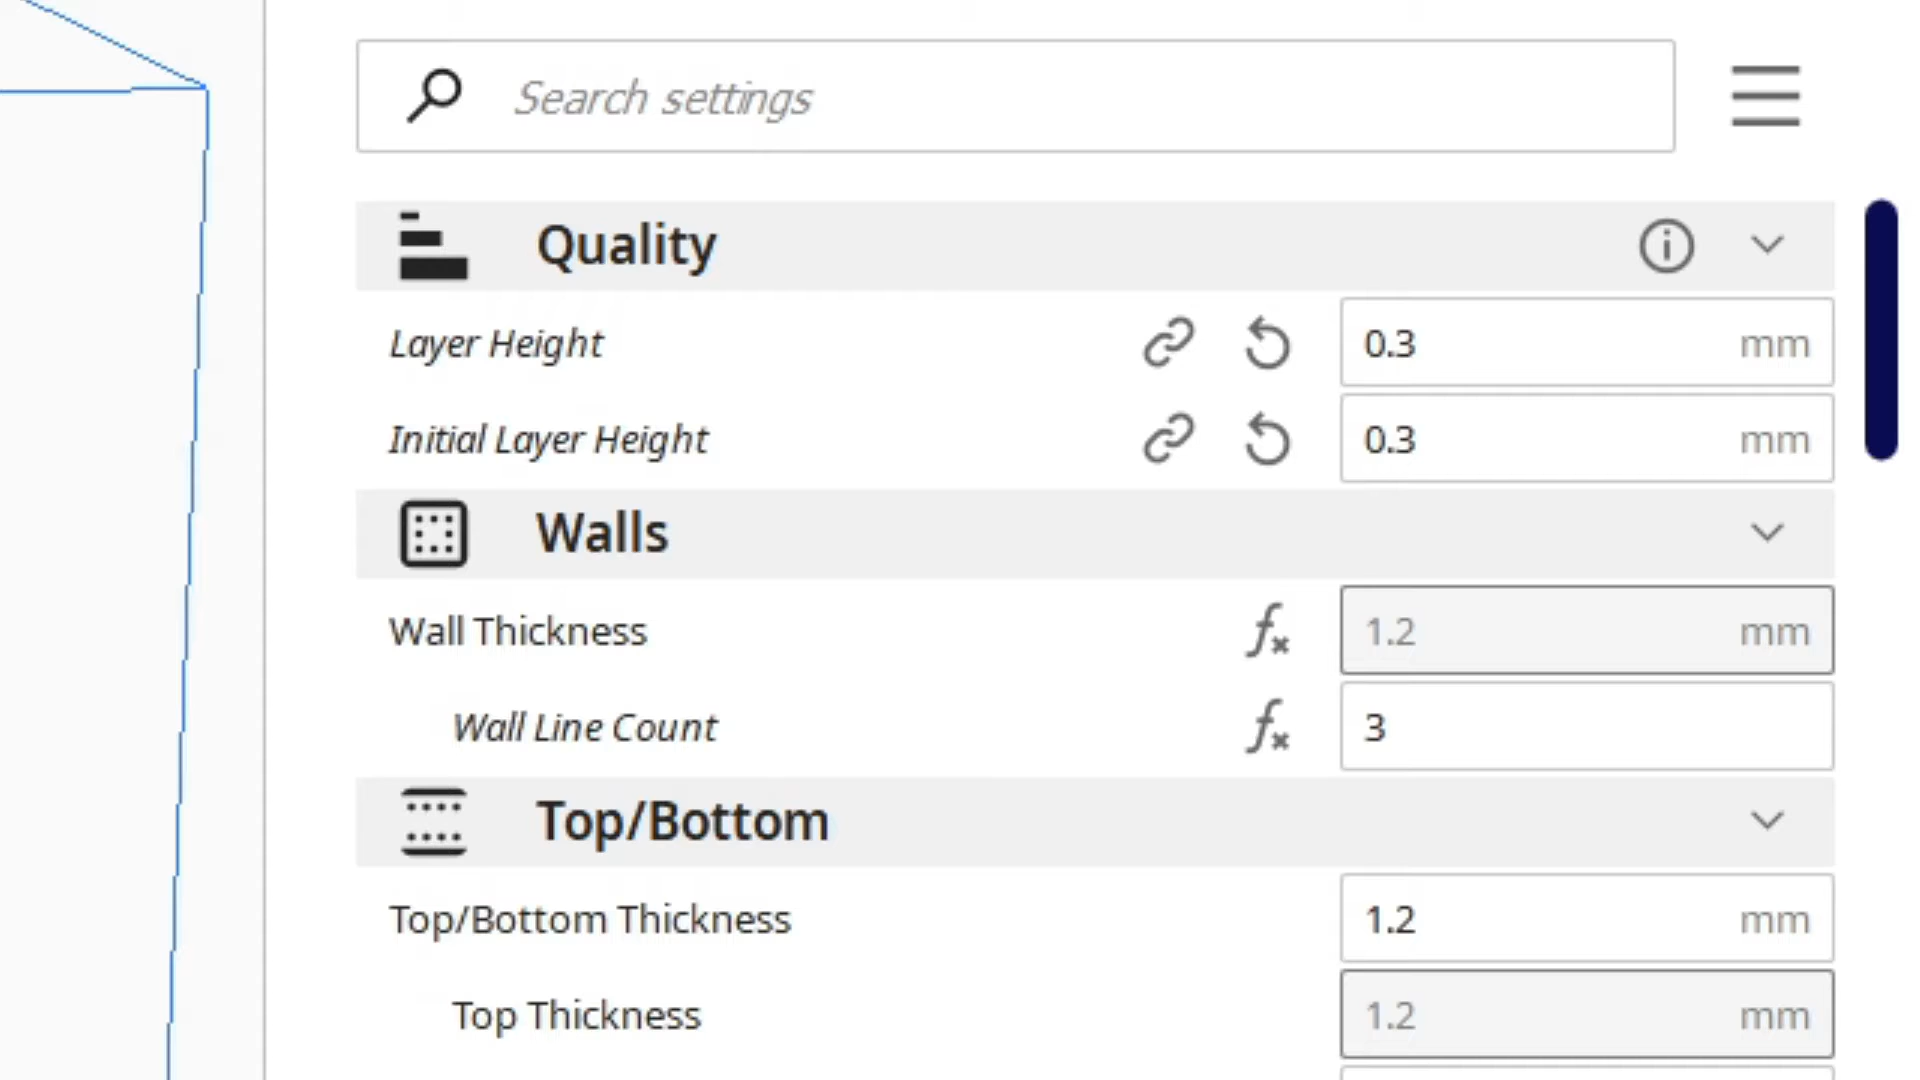 Search settings
Quality
Layer Height 0.3 mm
Initial Layer Height 0.3 mm
Walls
Wall Thickness 1.2 mm
Wall Line Count 3
Top/Bottom
Top/Bottom Thickness 1.2 mm
Top Thickness 1.2 mm